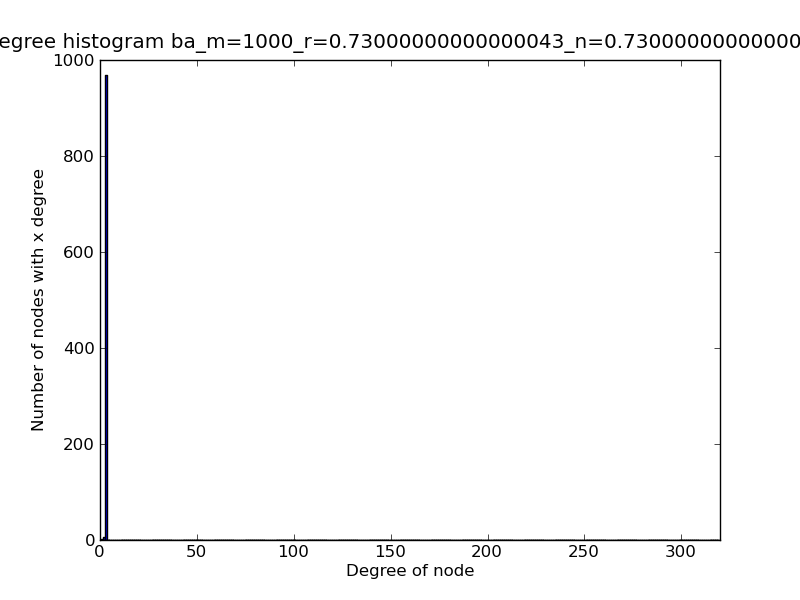 egree histogram ba_m=1000_r=0.73000000000000043_n=0.73000000000000
1000
800
600
400
200
0
0 50 100 150 200 250 300
Number of nodes with x degree
Degree of node